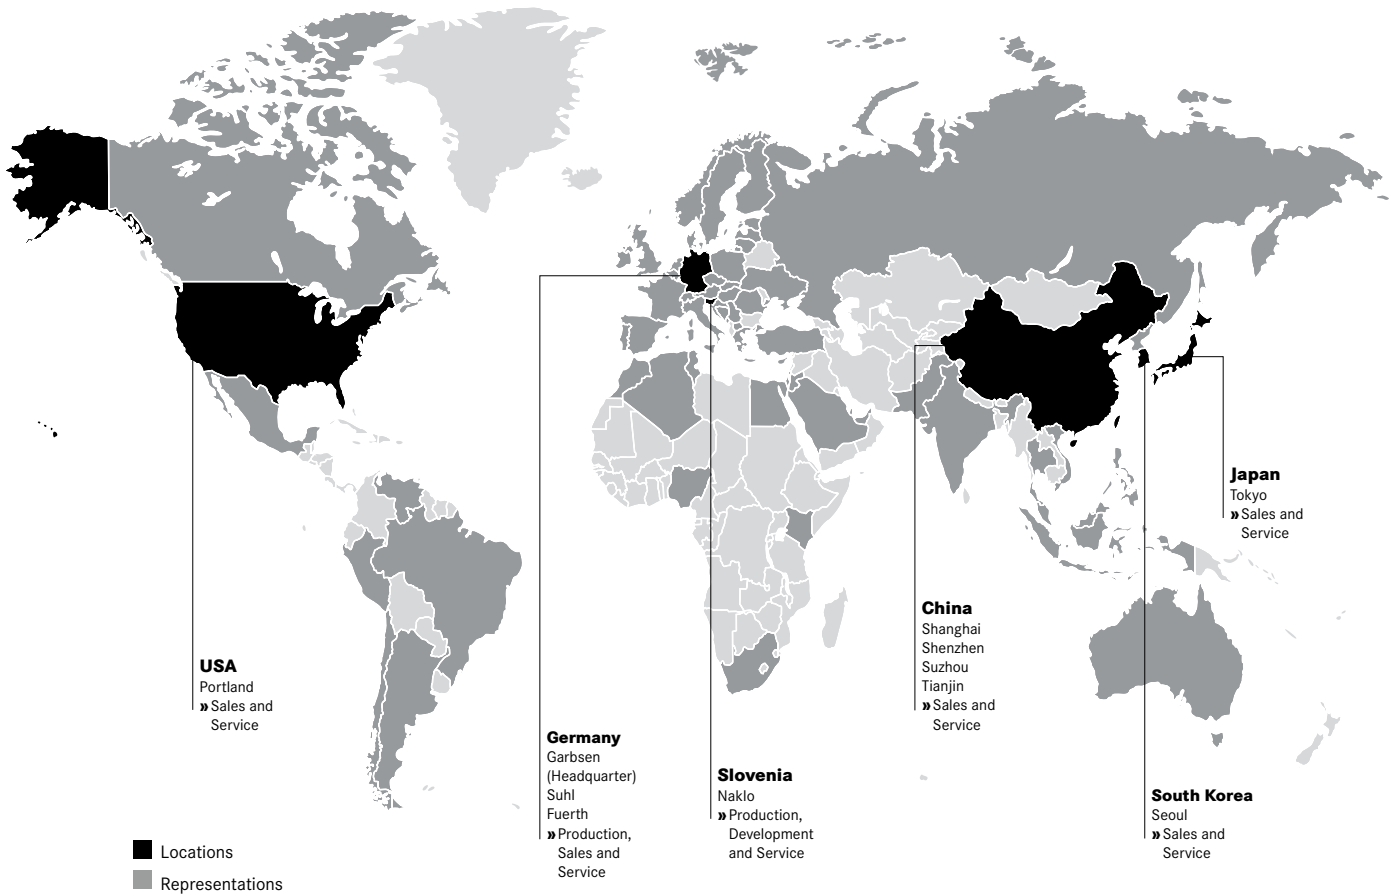 USA
Portland
» Sales and
Service
Germany
Garbsen
(Headquarter)
Suhl
Fuerth
» Production,
Sales and
Service
Slovenia
Naklo
» Production,
Development
and Service
China
Shanghai
Shenzhen
Suzhou
Tianjin
» Sales and
Service
South Korea
Seoul
» Sales and
Service
Japan
Tokyo
» Sales and
Service
Locations
Representations